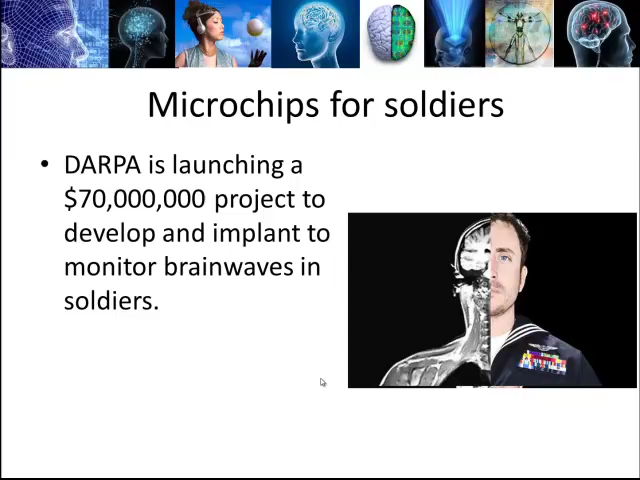 Microchips for soldiers
• DARPA is launching a
$70,000,000 project to
develop and implant to
monitor brainwaves in
soldiers.